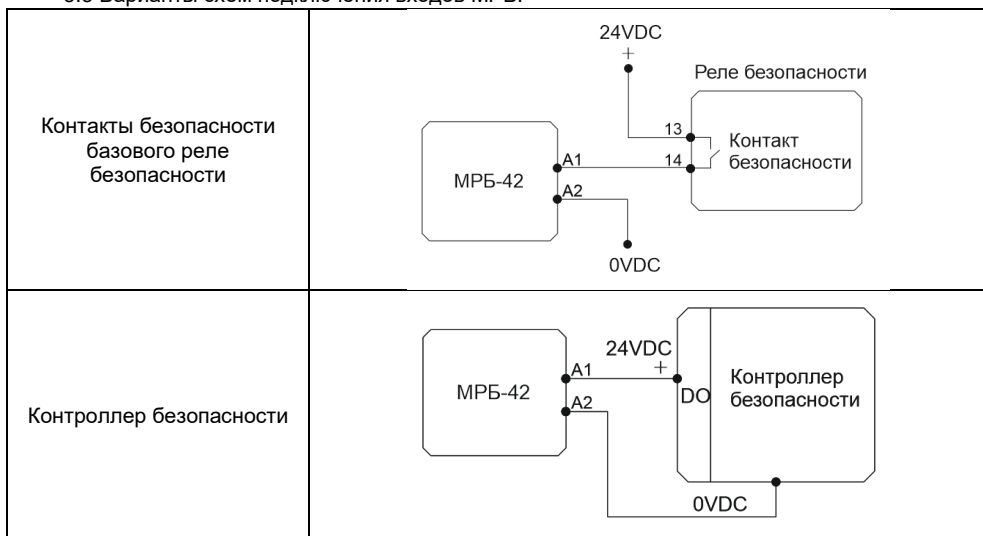 Контакты безопасности
базового реле
безопасности
24VDC
+
Реле безопасности
13
Контакт
безопасности
14
A1
МРБ-42
A2
0VDC
Контроллер безопасности
24VDC
+
A1
МРБ-42
DO
Контроллер
безопасности
A2
0VDC